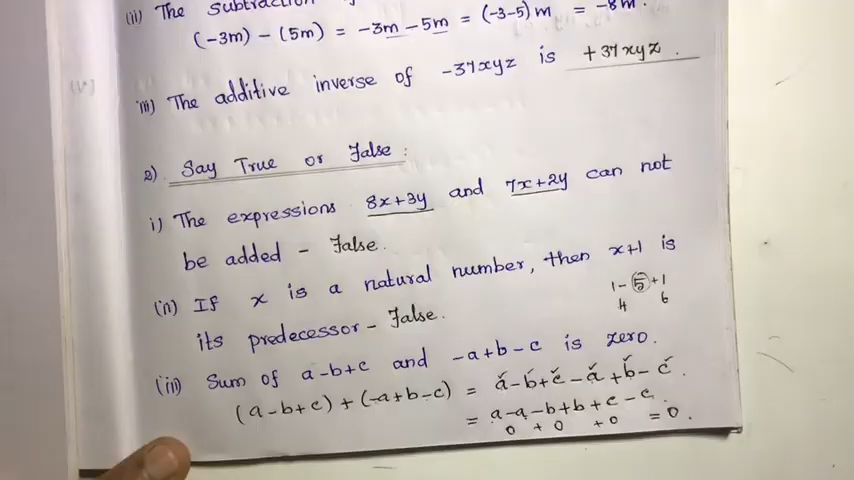 (ii) The subtraction
(-3m) - (5m) = -3m - 5m = (-3-5)m = -8m.
iii) The additive inverse of -37xyz is +37xyz.
2) Say True or False:
i) The expressions 8x+3y and 7x+2y can not
be added - False.
(ii) If x is a natural number, then x+1 is
1-5+1
its predecessor - False.
4 6
(iii) Sum of a-b+c and -a+b-c is zero.
(a-b+c)+(-a+b-c) = a-b+c-a+b-c.
= a-a-b+b+c-c.
0 + 0 +0 =0.